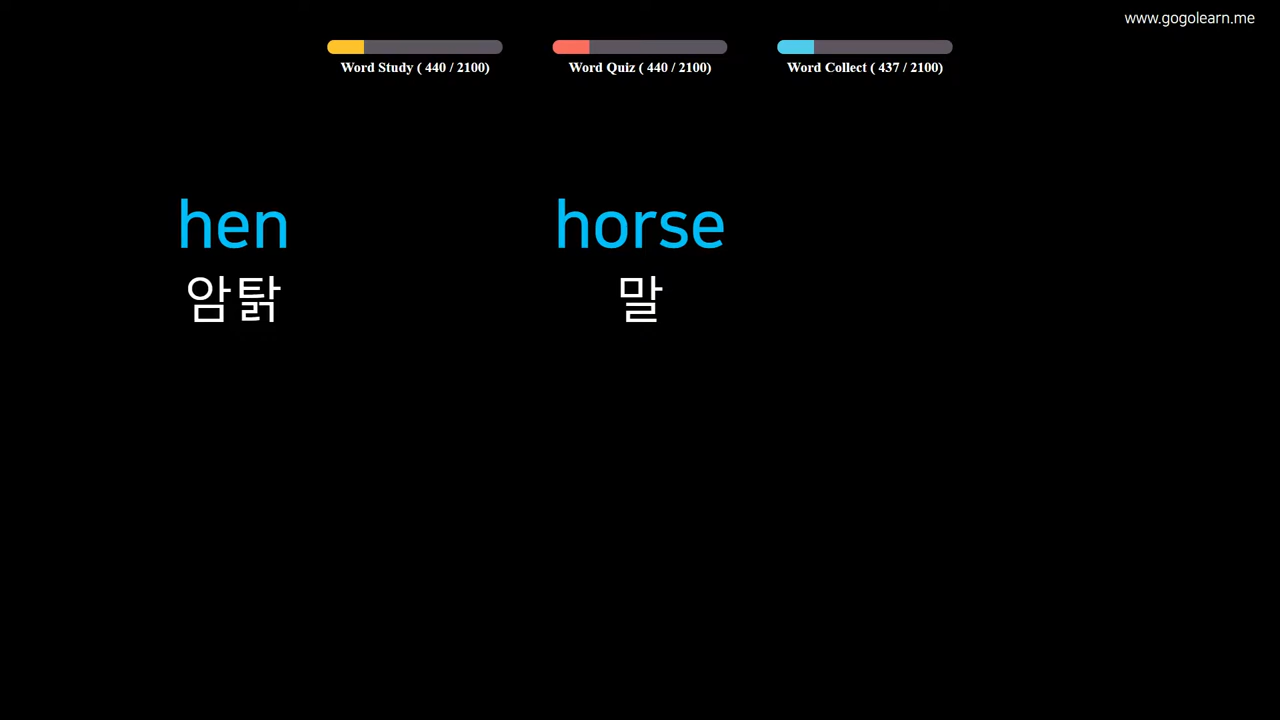 www.gogolearn.me
Word Study ( 440 / 2100)
Word Quiz ( 440 / 2100)
Word Collect ( 437 / 2100)
hen
암탉
horse
말